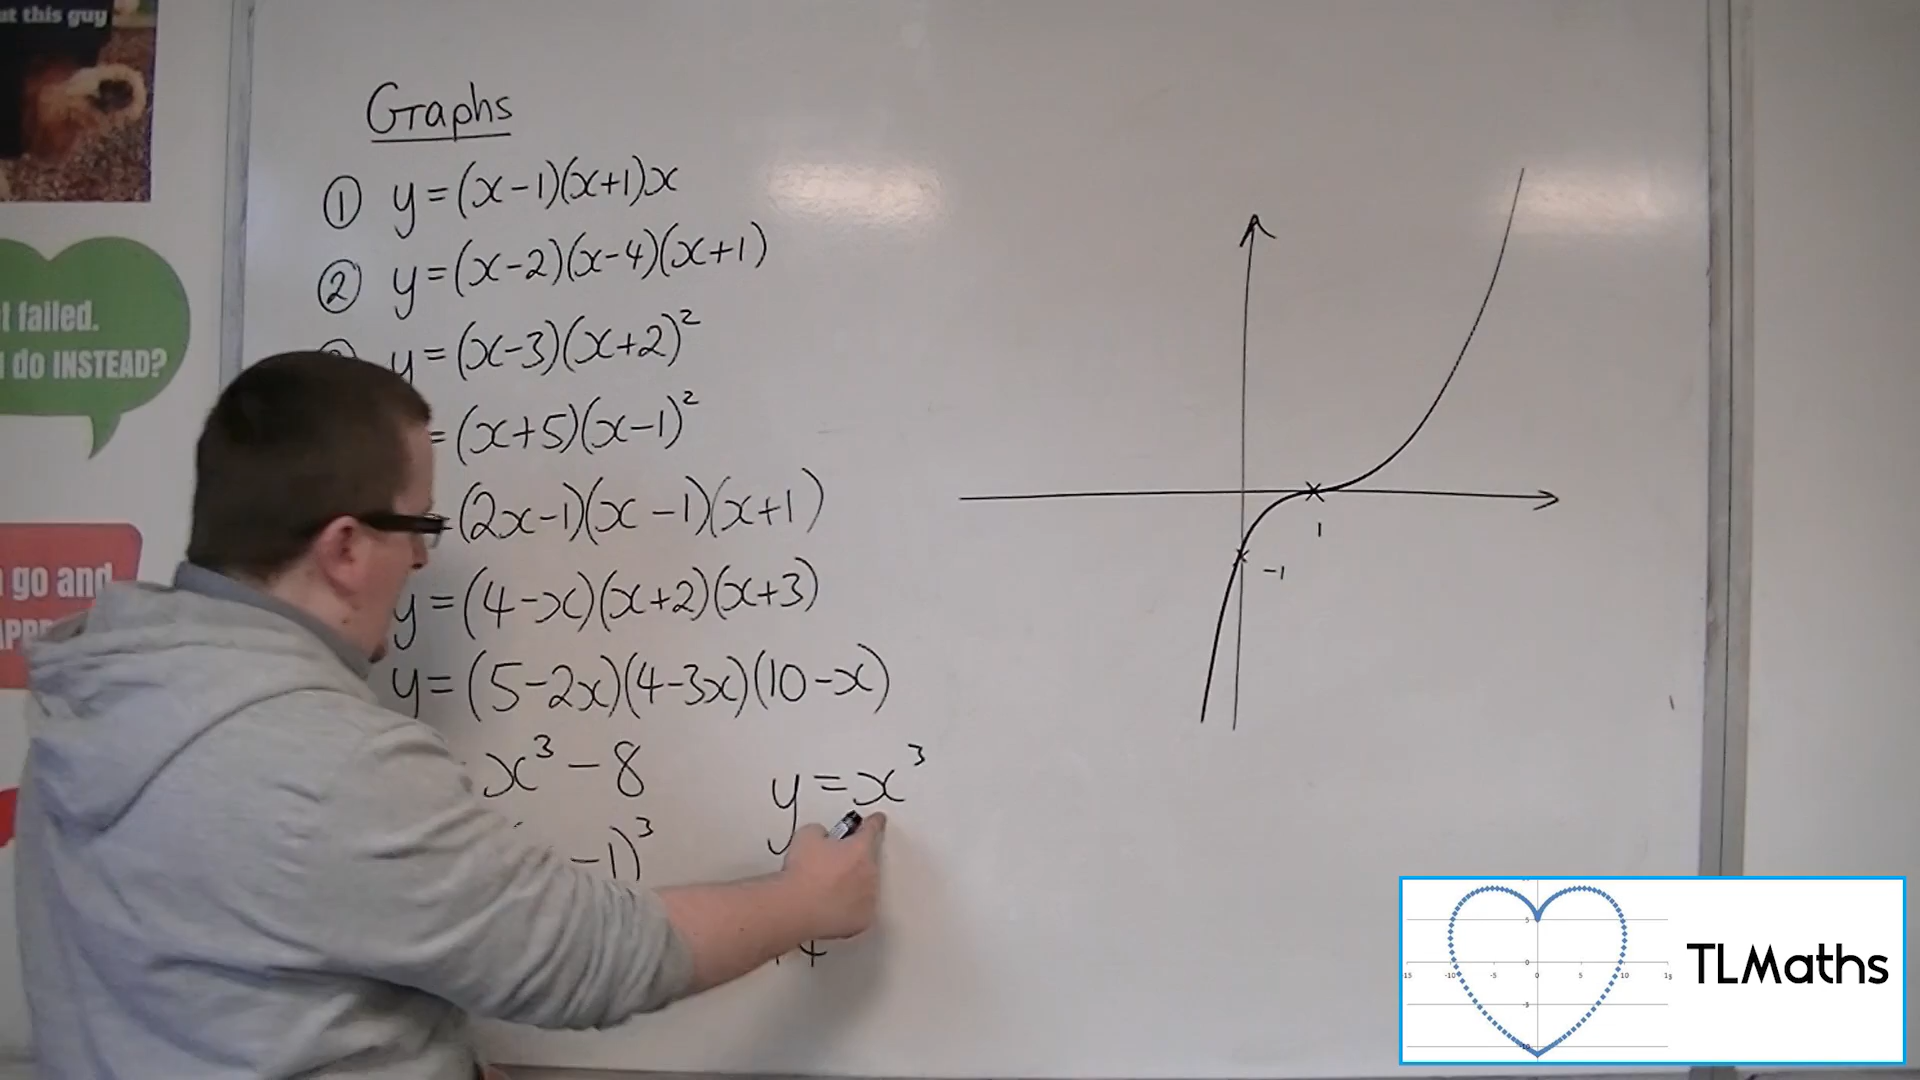 at this guy
t failed.
I do INSTEAD?
go and
Graphs
① y=(x-1)(x+1)x
② y=(x-2)(x-4)(x+1)
y=(x-3)(x+2)²
=(x+5)(x-1)²
=(2x-1)(x-1)(x+1)
y=(4-x)(x+2)(x+3)
y=(5-2x)(4-3x)(10-x)
x³-8
y=x³
-1)³
1
-1
TLMaths